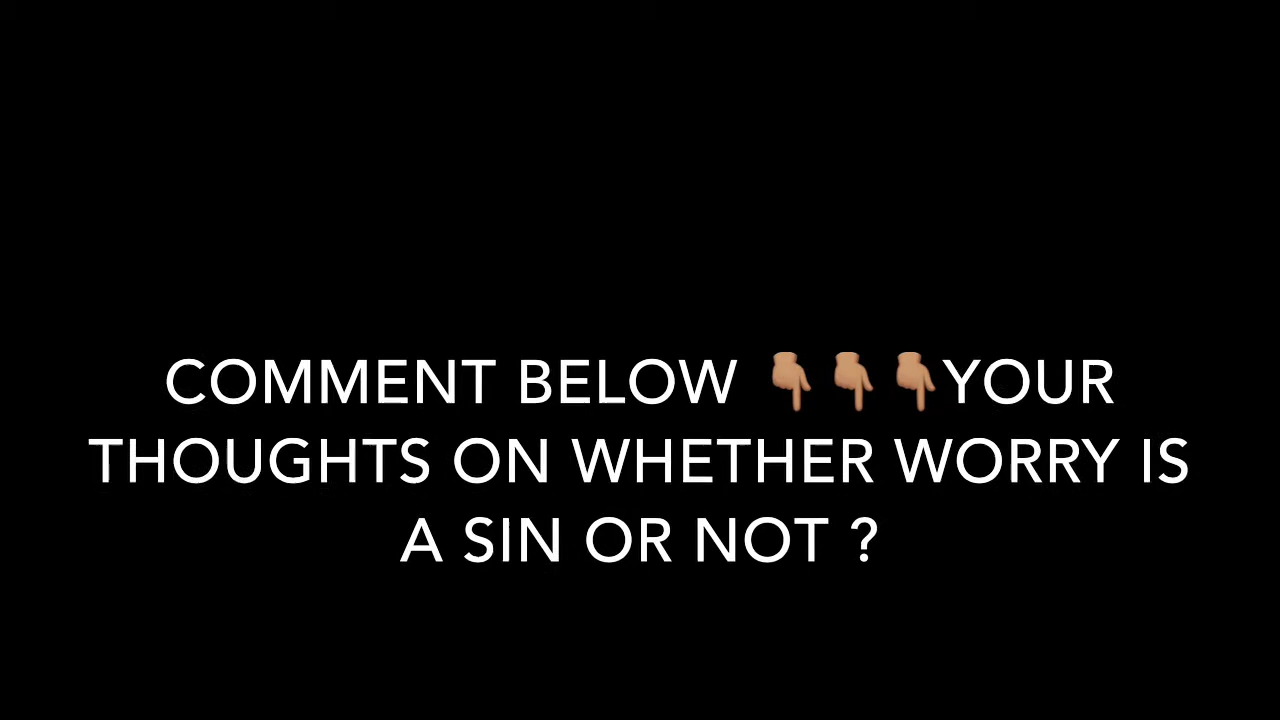 COMMENT BELOW 👇🏽👇🏽👇🏽YOUR
THOUGHTS ON WHETHER WORRY IS
A SIN OR NOT ?